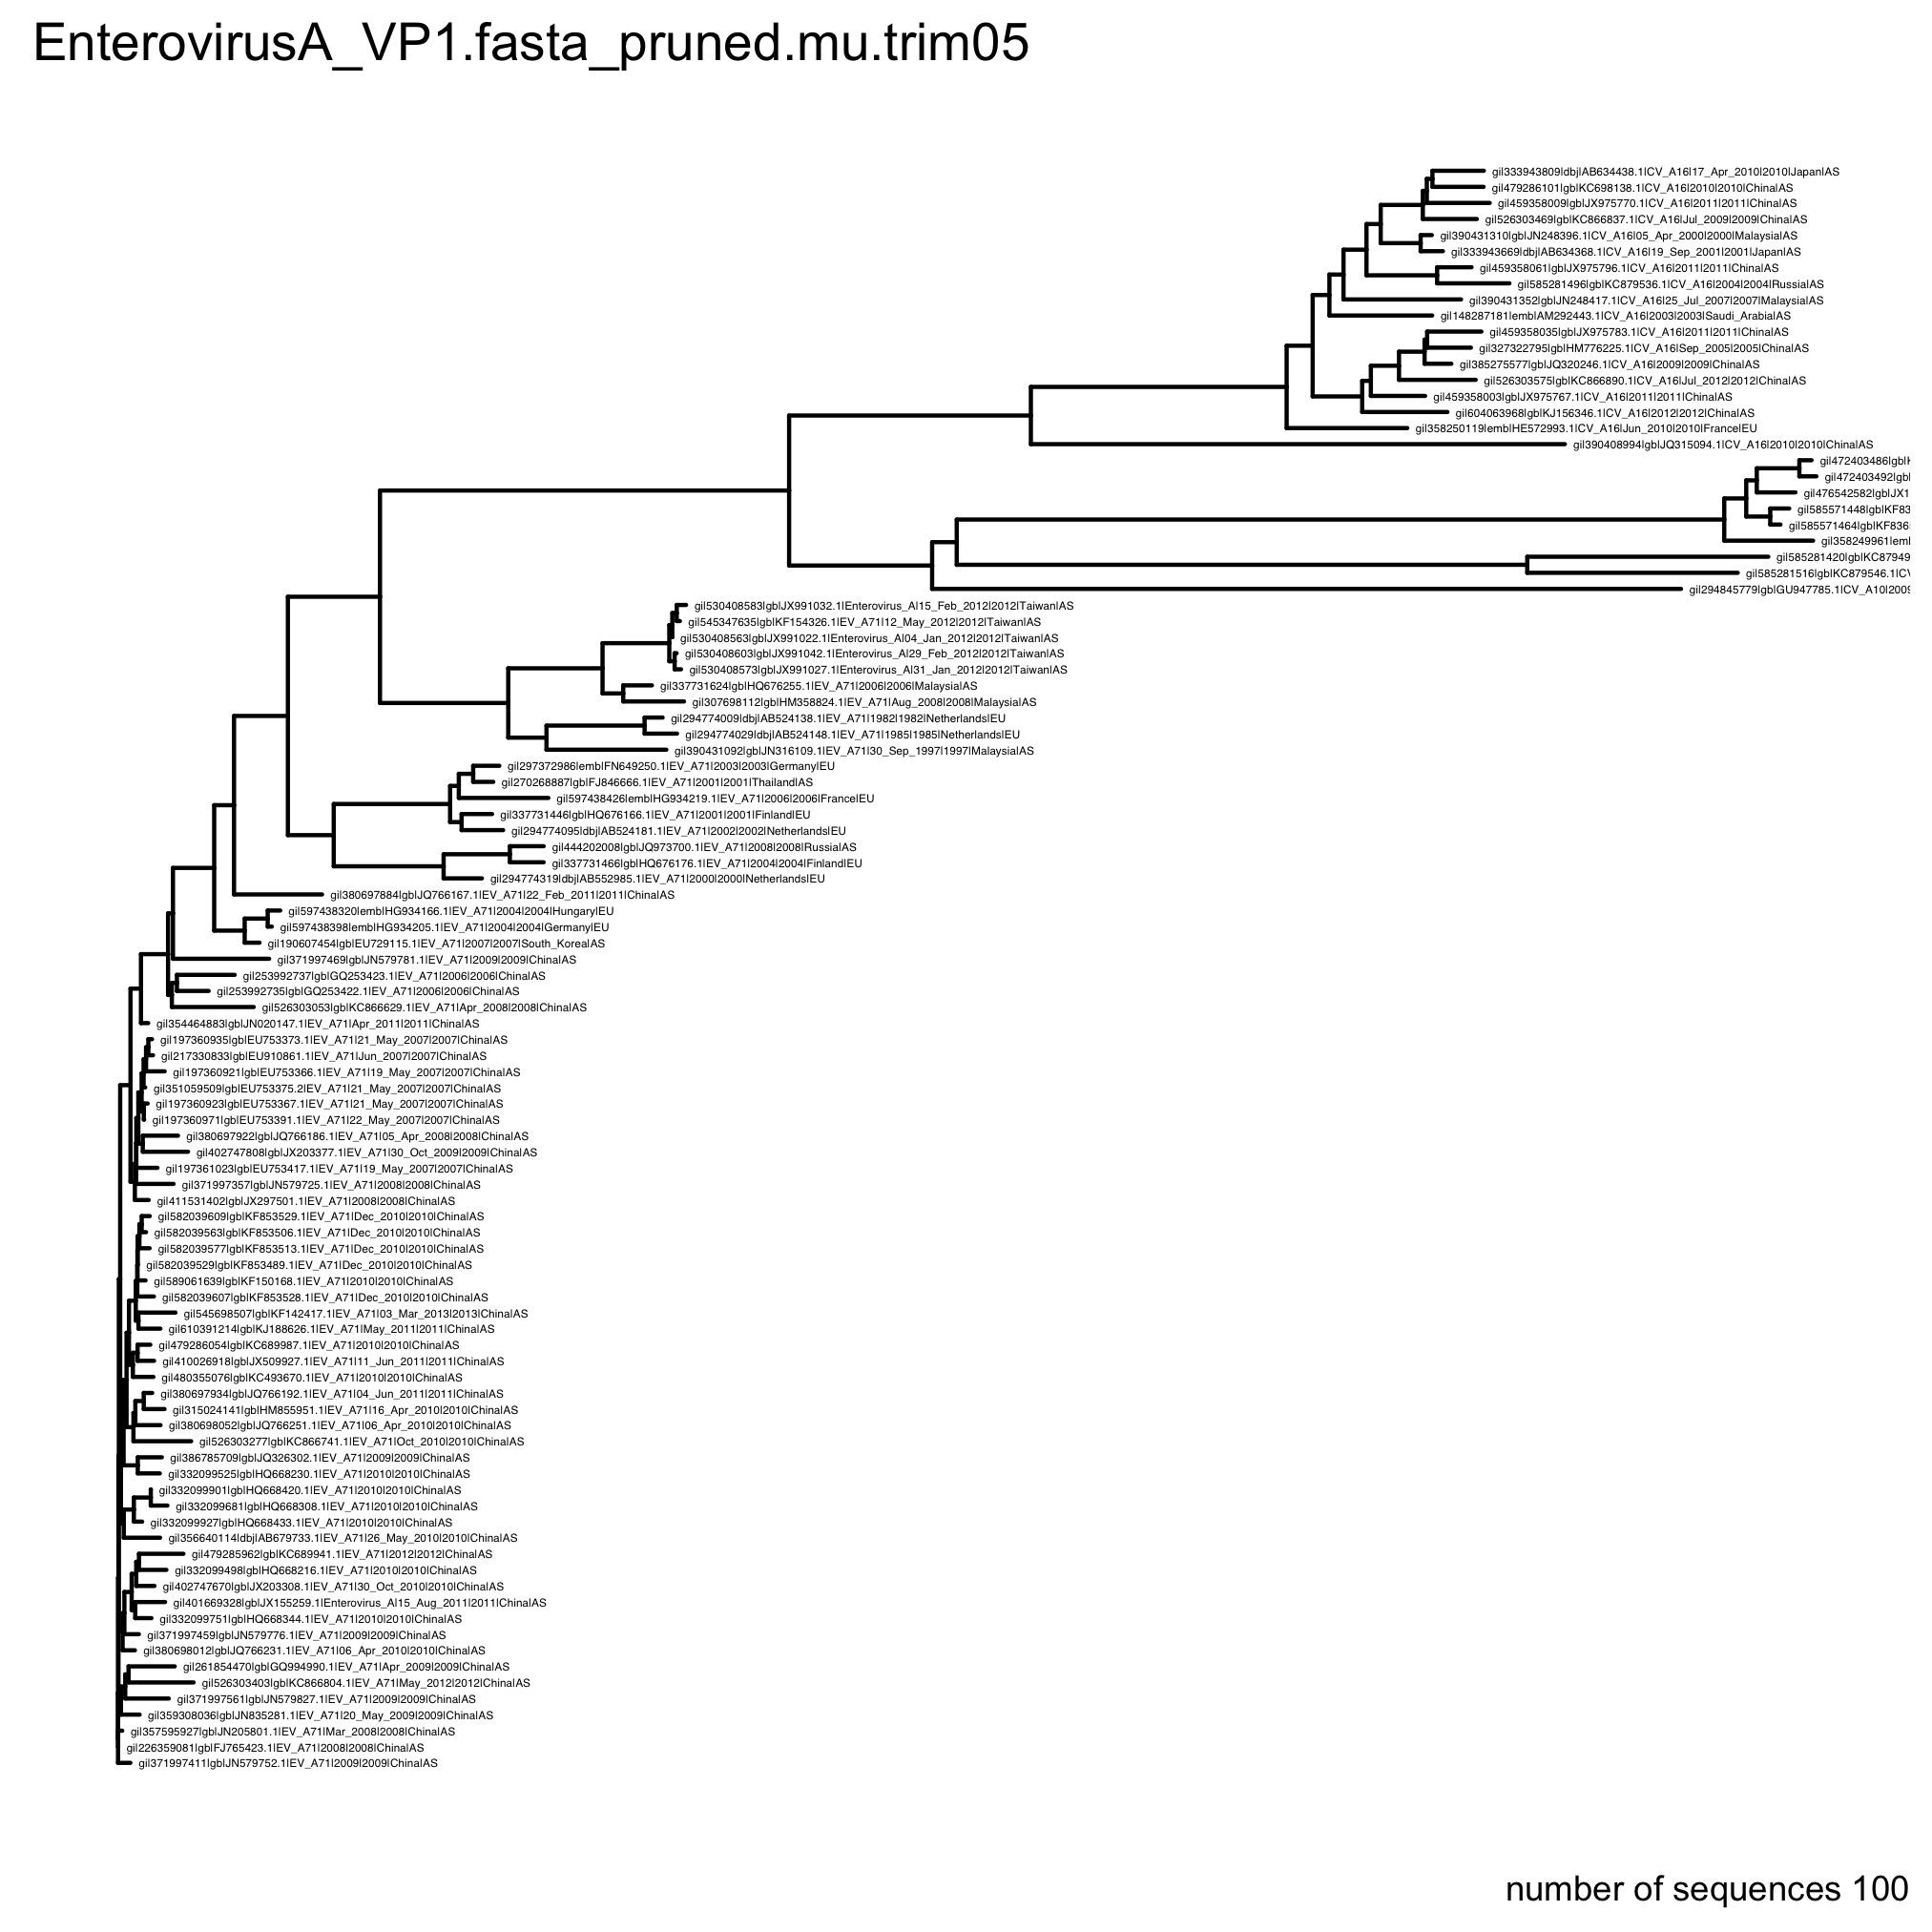 EnterovirusA_VP1.fasta_pruned.mu.trim05
gi|333943809|dbj|AB634438.1|CV_A16|17_Apr_2010|2010|Japan|AS
gi|479286101|gb|KC698138.1|CV_A16|2010|2010|China|AS
gi|459358009|gb|JX975770.1|CV_A16|2011|2011|China|AS
gi|526303469|gb|KC866837.1|CV_A16|Jul_2009|2009|China|AS
gi|390431310|gb|JN248396.1|CV_A16|05_Apr_2000|2000|Malaysia|AS
gi|333943669|dbj|AB634368.1|CV_A16|19_Sep_2001|2001|Japan|AS
gi|459358061|gb|JX975796.1|CV_A16|2011|2011|China|AS
gi|585281496|gb|KC879536.1|CV_A16|2004|2004|Russia|AS
gi|390431352|gb|JN248417.1|CV_A16|25_Jul_2007|2007|Malaysia|AS
gi|148287181|emb|AM292443.1|CV_A16|2003|2003|Saudi_Arabia|AS
gi|459358035|gb|JX975783.1|CV_A16|2011|2011|China|AS
gi|327322795|gb|HM776225.1|CV_A16|Sep_2005|2005|China|AS
gi|385275577|gb|JQ320246.1|CV_A16|2009|2009|China|AS
gi|526303575|gb|KC866890.1|CV_A16|Jul_2012|2012|China|AS
gi|459358003|gb|JX975767.1|CV_A16|2011|2011|China|AS
gi|604063968|gb|KJ156346.1|CV_A16|2012|2012|China|AS
gi|358250119|emb|HE572993.1|CV_A16|Jun_2010|2010|France|EU
gi|390408994|gb|JQ315094.1|CV_A16|2010|2010|China|AS
gi|472403486|gb|
gi|472403492|gb|
gi|476542582|gb|JX1
gi|585571448|gb|KF83
gi|585571464|gb|KF836
gi|358249961|em
gi|585281420|gb|KC87949
gi|585281516|gb|KC879546.1|CV
gi|294845779|gb|GU947785.1|CV_A10|2009
gi|530408583|gb|JX991032.1|Enterovirus_A|15_Feb_2012|2012|Taiwan|AS
gi|545347635|gb|KF154326.1|EV_A71|12_May_2012|2012|Taiwan|AS
gi|530408563|gb|JX991022.1|Enterovirus_A|04_Jan_2012|2012|Taiwan|AS
gi|530408603|gb|JX991042.1|Enterovirus_A|29_Feb_2012|2012|Taiwan|AS
gi|530408573|gb|JX991027.1|Enterovirus_A|31_Jan_2012|2012|Taiwan|AS
gi|337731624|gb|HQ676255.1|EV_A71|2006|2006|Malaysia|AS
gi|307698112|gb|HM358824.1|EV_A71|Aug_2008|2008|Malaysia|AS
gi|294774009|dbj|AB524138.1|EV_A71|1982|1982|Netherlands|EU
gi|294774029|dbj|AB524148.1|EV_A71|1985|1985|Netherlands|EU
gi|390431092|gb|JN316109.1|EV_A71|30_Sep_1997|1997|Malaysia|AS
gi|297372986|emb|FN649250.1|EV_A71|2003|2003|Germany|EU
gi|270268887|gb|FJ846666.1|EV_A71|2001|2001|Thailand|AS
gi|597438426|emb|HG934219.1|EV_A71|2006|2006|France|EU
gi|337731446|gb|HQ676166.1|EV_A71|2001|2001|Finland|EU
gi|294774095|dbj|AB524181.1|EV_A71|2002|2002|Netherlands|EU
gi|444202008|gb|JQ973700.1|EV_A71|2008|2008|Russia|AS
gi|337731466|gb|HQ676176.1|EV_A71|2004|2004|Finland|EU
gi|294774319|dbj|AB552985.1|EV_A71|2000|2000|Netherlands|EU
gi|380697884|gb|JQ766167.1|EV_A71|22_Feb_2011|2011|China|AS
gi|597438320|emb|HG934166.1|EV_A71|2004|2004|Hungary|EU
gi|597438398|emb|HG934205.1|EV_A71|2004|2004|Germany|EU
gi|190607454|gb|EU729115.1|EV_A71|2007|2007|South_Korea|AS
gi|371997469|gb|JN579781.1|EV_A71|2009|2009|China|AS
gi|253992737|gb|GQ253423.1|EV_A71|2006|2006|China|AS
gi|253992735|gb|GQ253422.1|EV_A71|2006|2006|China|AS
gi|526303053|gb|KC866629.1|EV_A71|Apr_2008|2008|China|AS
gi|354464883|gb|JN020147.1|EV_A71|Apr_2011|2011|China|AS
gi|197360935|gb|EU753373.1|EV_A71|21_May_2007|2007|China|AS
gi|217330833|gb|EU910861.1|EV_A71|Jun_2007|2007|China|AS
gi|197360921|gb|EU753366.1|EV_A71|19_May_2007|2007|China|AS
gi|351059509|gb|EU753375.2|EV_A71|21_May_2007|2007|China|AS
gi|197360923|gb|EU753367.1|EV_A71|21_May_2007|2007|China|AS
gi|197360971|gb|EU753391.1|EV_A71|22_May_2007|2007|China|AS
gi|380697922|gb|JQ766186.1|EV_A71|05_Apr_2008|2008|China|AS
gi|402747808|gb|JX203377.1|EV_A71|30_Oct_2009|2009|China|AS
gi|197361023|gb|EU753417.1|EV_A71|19_May_2007|2007|China|AS
gi|371997357|gb|JN579725.1|EV_A71|2008|2008|China|AS
gi|411531402|gb|JX297501.1|EV_A71|2008|2008|China|AS
gi|582039609|gb|KF853529.1|EV_A71|Dec_2010|2010|China|AS
gi|582039563|gb|KF853506.1|EV_A71|Dec_2010|2010|China|AS
gi|582039577|gb|KF853513.1|EV_A71|Dec_2010|2010|China|AS
gi|582039529|gb|KF853489.1|EV_A71|Dec_2010|2010|China|AS
gi|589061639|gb|KF150168.1|EV_A71|2010|2010|China|AS
gi|582039607|gb|KF853528.1|EV_A71|Dec_2010|2010|China|AS
gi|545698507|gb|KF142417.1|EV_A71|03_Mar_2013|2013|China|AS
gi|610391214|gb|KJ188626.1|EV_A71|May_2011|2011|China|AS
gi|479286054|gb|KC689987.1|EV_A71|2010|2010|China|AS
gi|410026918|gb|JX509927.1|EV_A71|11_Jun_2011|2011|China|AS
gi|480355076|gb|KC493670.1|EV_A71|2010|2010|China|AS
gi|380697934|gb|JQ766192.1|EV_A71|04_Jun_2011|2011|China|AS
gi|315024141|gb|HM855951.1|EV_A71|16_Apr_2010|2010|China|AS
gi|380698052|gb|JQ766251.1|EV_A71|06_Apr_2010|2010|China|AS
gi|526303277|gb|KC866741.1|EV_A71|Oct_2010|2010|China|AS
gi|386785709|gb|JQ326302.1|EV_A71|2009|2009|China|AS
gi|332099525|gb|HQ668230.1|EV_A71|2010|2010|China|AS
gi|332099901|gb|HQ668420.1|EV_A71|2010|2010|China|AS
gi|332099681|gb|HQ668308.1|EV_A71|2010|2010|China|AS
gi|332099927|gb|HQ668433.1|EV_A71|2010|2010|China|AS
gi|356640114|dbj|AB679733.1|EV_A71|26_May_2010|2010|China|AS
gi|479285962|gb|KC689941.1|EV_A71|2012|2012|China|AS
gi|332099498|gb|HQ668216.1|EV_A71|2010|2010|China|AS
gi|402747670|gb|JX203308.1|EV_A71|30_Oct_2010|2010|China|AS
gi|401669328|gb|JX155259.1|Enterovirus_A|15_Aug_2011|2011|China|AS
gi|332099751|gb|HQ668344.1|EV_A71|2010|2010|China|AS
gi|371997459|gb|JN579776.1|EV_A71|2009|2009|China|AS
gi|380698012|gb|JQ766231.1|EV_A71|06_Apr_2010|2010|China|AS
gi|261854470|gb|GQ994990.1|EV_A71|Apr_2009|2009|China|AS
gi|526303403|gb|KC866804.1|EV_A71|May_2012|2012|China|AS
gi|371997561|gb|JN579827.1|EV_A71|2009|2009|China|AS
gi|359308036|gb|JN835281.1|EV_A71|20_May_2009|2009|China|AS
gi|357595927|gb|JN205801.1|EV_A71|Mar_2008|2008|China|AS
gi|226359081|gb|FJ765423.1|EV_A71|2008|2008|China|AS
gi|371997411|gb|JN579752.1|EV_A71|2009|2009|China|AS
number of sequences 100